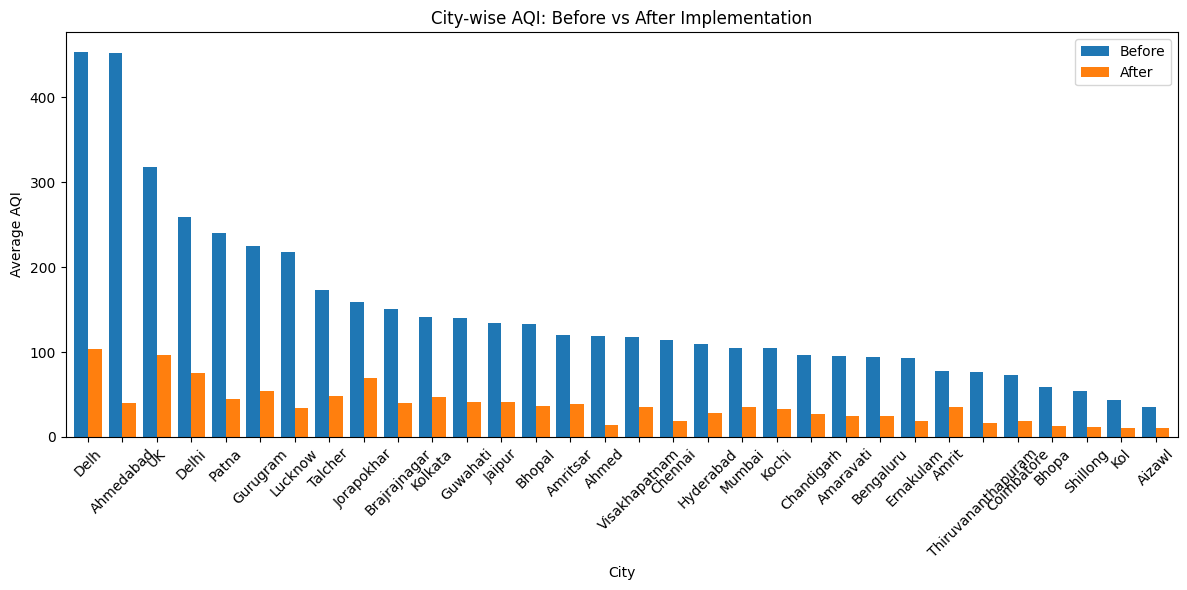 City-wise AQI: Before vs After Implementation
Before
After
Average AQI
400
300
200
100
0
Delh
Ahmedabad
UK
Delhi
Patna
Gurugram
Lucknow
Talcher
Jorapokhar
Brajrajnagar
Kolkata
Guwahati
Jaipur
Bhopal
Amritsar
Ahmed
Visakhapatnam
Chennai
Hyderabad
Mumbai
Kochi
Chandigarh
Amaravati
Bengaluru
Ernakulam
Amrit
Thiruvananthapuram
Coimbatore
Bhopa
Shillong
Kol
Aizawl
City